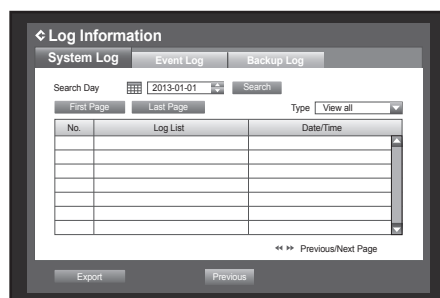 Log Information
System Log Event Log Backup Log
Search Day 2013-01-01 Search
First Page Last Page Type View all
No. Log List Date/Time
Previous/Next Page
Export Previous